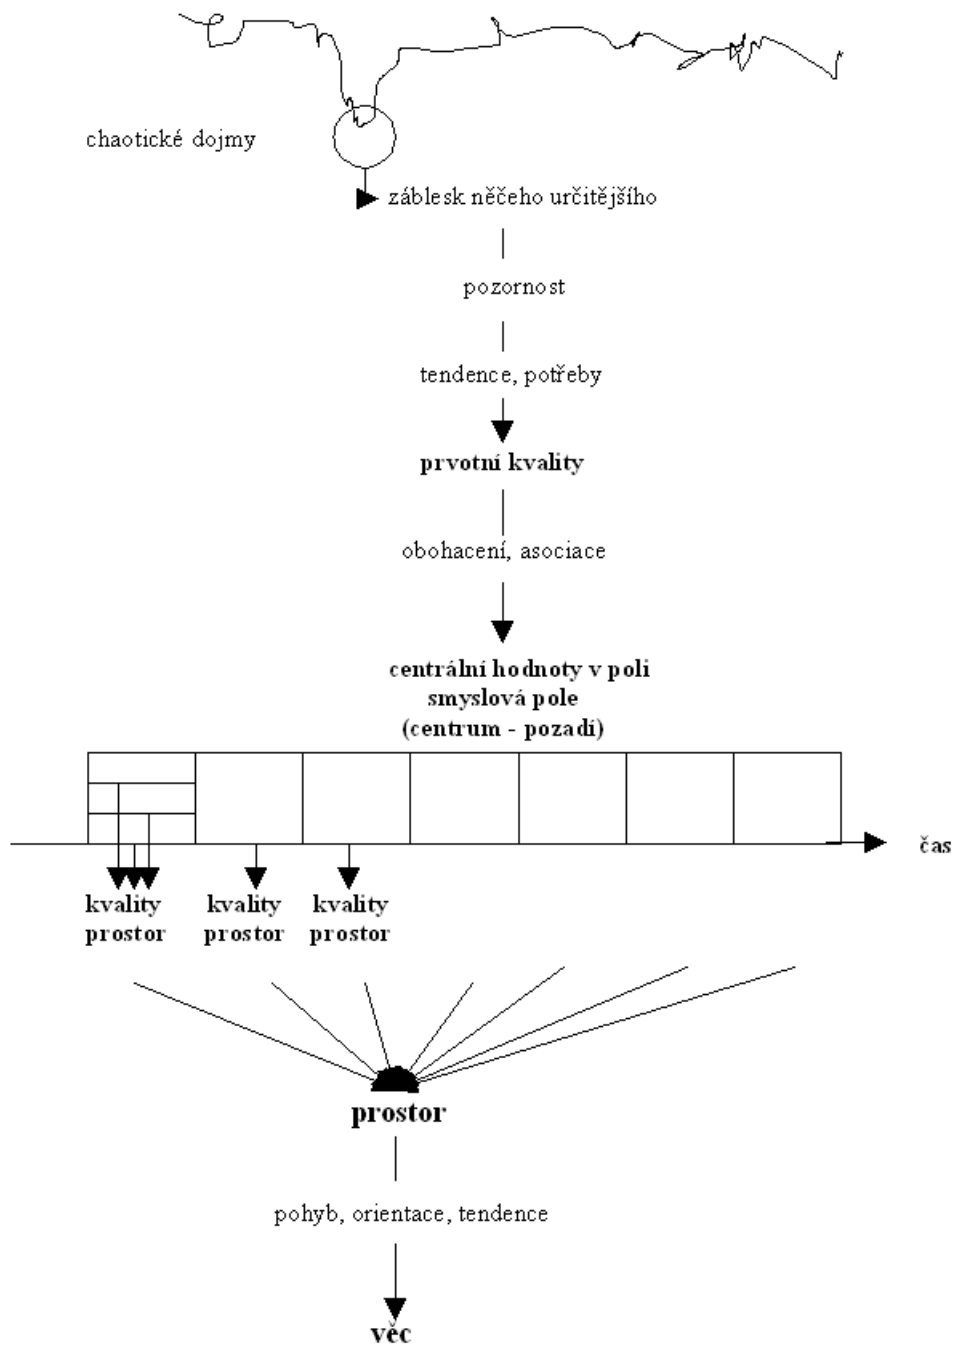 chaotické dojmy
záblesk něčeho určitějšího
pozornost
tendence, potřeby
prvotní kvality
obohacení, asociace
centrální hodnoty v poli
smyslová pole
(centrum - pozadí)
čas
kvality kvality kvality
prostor prostor prostor
prostor
pohyb, orientace, tendence
věc